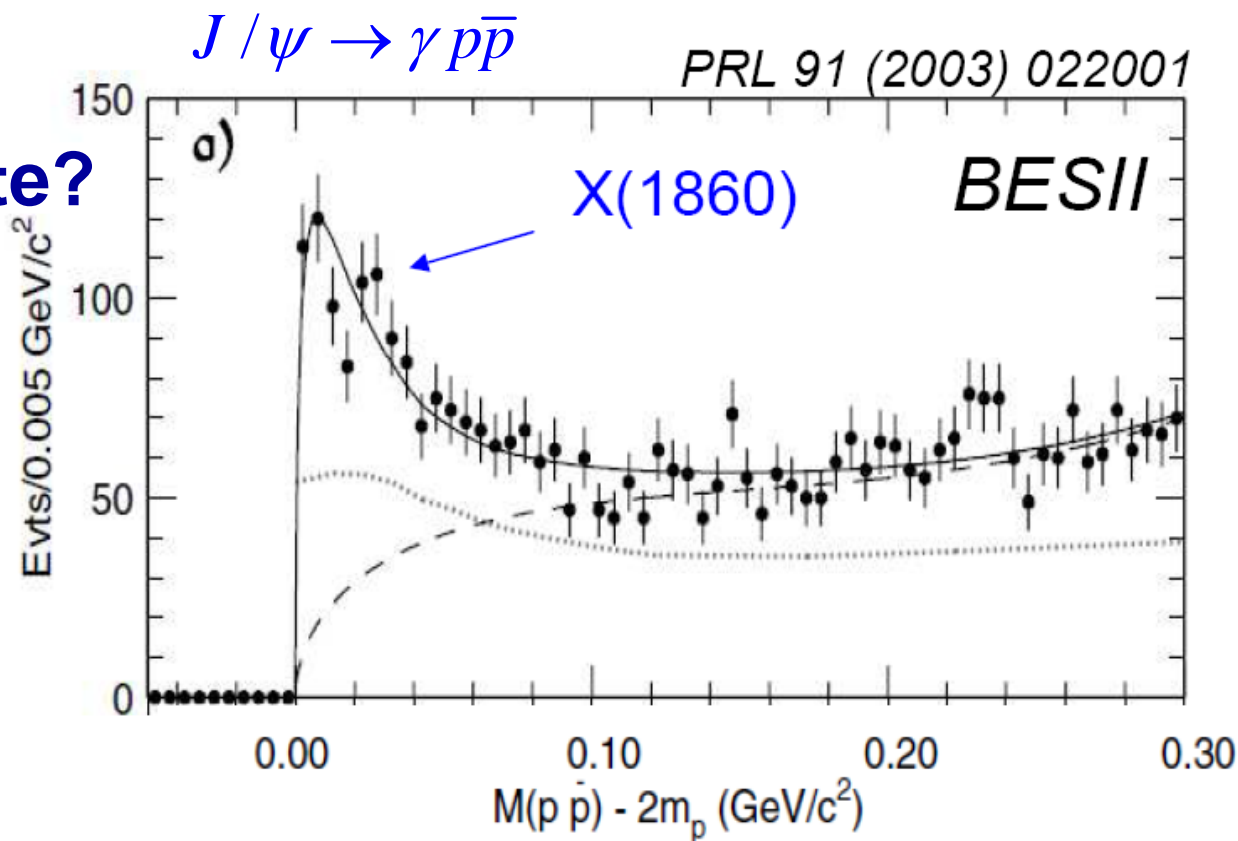 J/ψ → γ p p̄
PRL 91 (2003) 022001
te?
a)
X(1860)
BESII
Evts/0.005 GeV/c²
150
100
50
0
0.00 0.10 0.20 0.30
M(p p̄) - 2mₚ (GeV/c²)